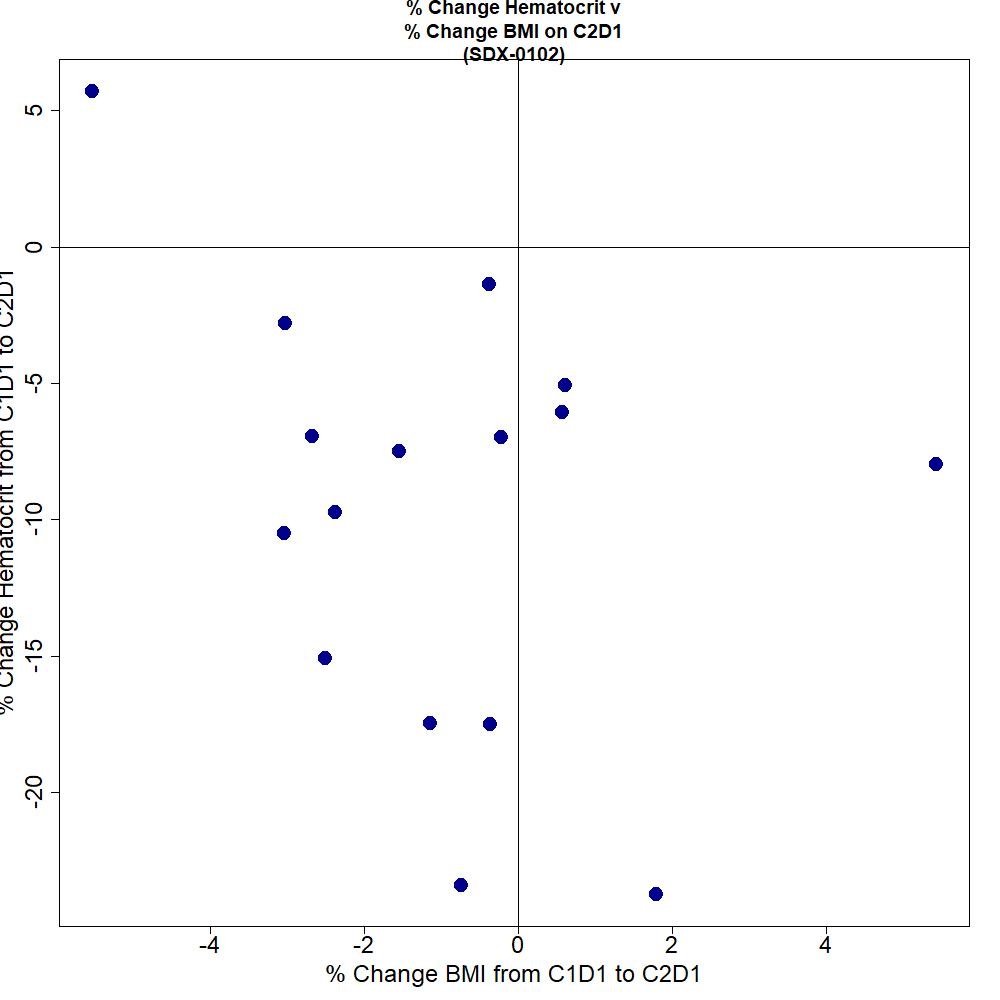 % Change Hematocrit v
% Change BMI on C2D1
(SDX-0102)
% Change Hematocrit from C1D1 to C2D1
5
0
-5
-10
-15
-20
-4
-2
0
2
4
% Change BMI from C1D1 to C2D1